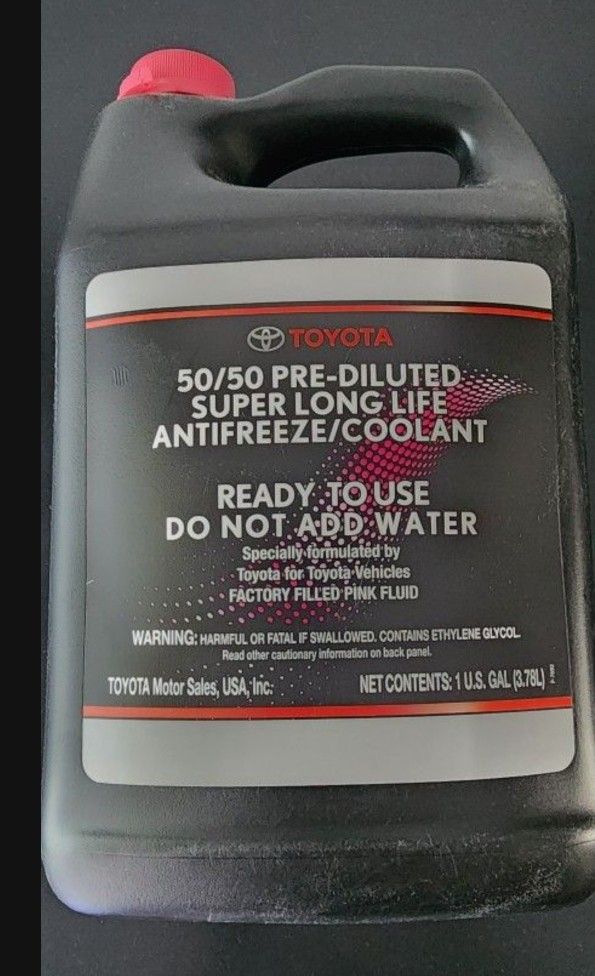 TOYOTA
50/50 PRE-DILUTED
SUPER LONG LIFE
ANTIFREEZE/COOLANT
READY TO USE
DO NOT ADD WATER
Specially formulated by
Toyota for Toyota Vehicles
FACTORY FILLED PINK FLUID
WARNING: HARMFUL OR FATAL IF SWALLOWED. CONTAINS ETHYLENE GLYCOL.
Read other cautionary information on back panel.
TOYOTA Motor Sales, USA, Inc. NET CONTENTS: 1 U.S. GAL (3.78L)